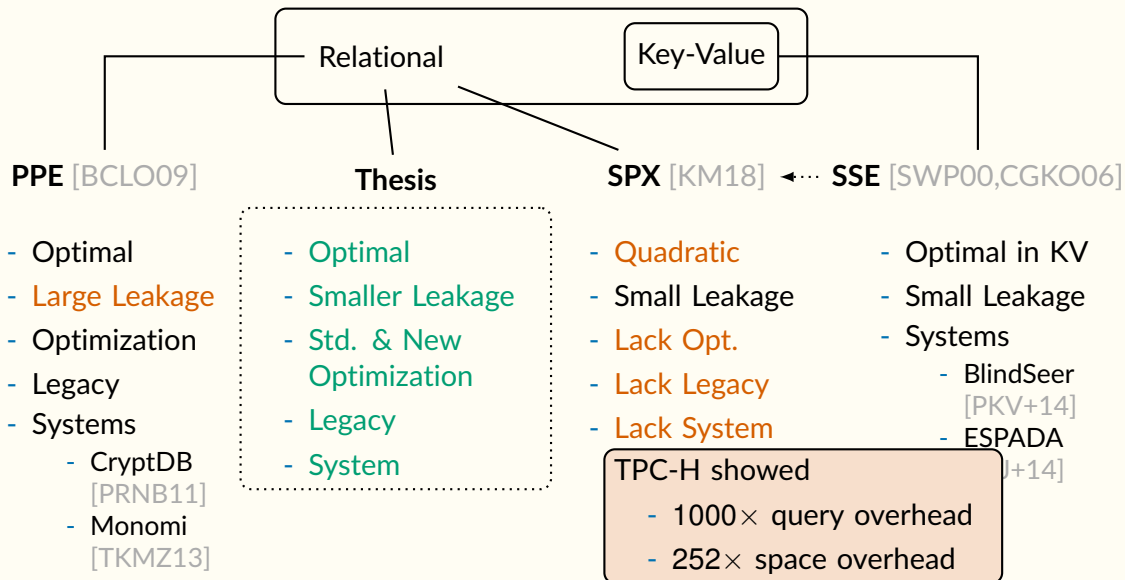 Relational
Key-Value
PPE [BCLO09]
Thesis
SPX [KM18]
SSE [SWP00,CGKO06]
- Optimal
- Large Leakage
- Optimization
- Legacy
- Systems
- CryptDB
[PRNB11]
- Monomi
[TKMZ13]
- Optimal
- Smaller Leakage
- Std. & New
Optimization
- Legacy
- System
- Quadratic
- Small Leakage
- Lack Opt.
- Lack Legacy
- Lack System
TPC-H showed
- 1000× query overhead
- 252× space overhead
- Optimal in KV
- Small Leakage
- Systems
- BlindSeer
[PKV+14]
- ESPADA
+14]